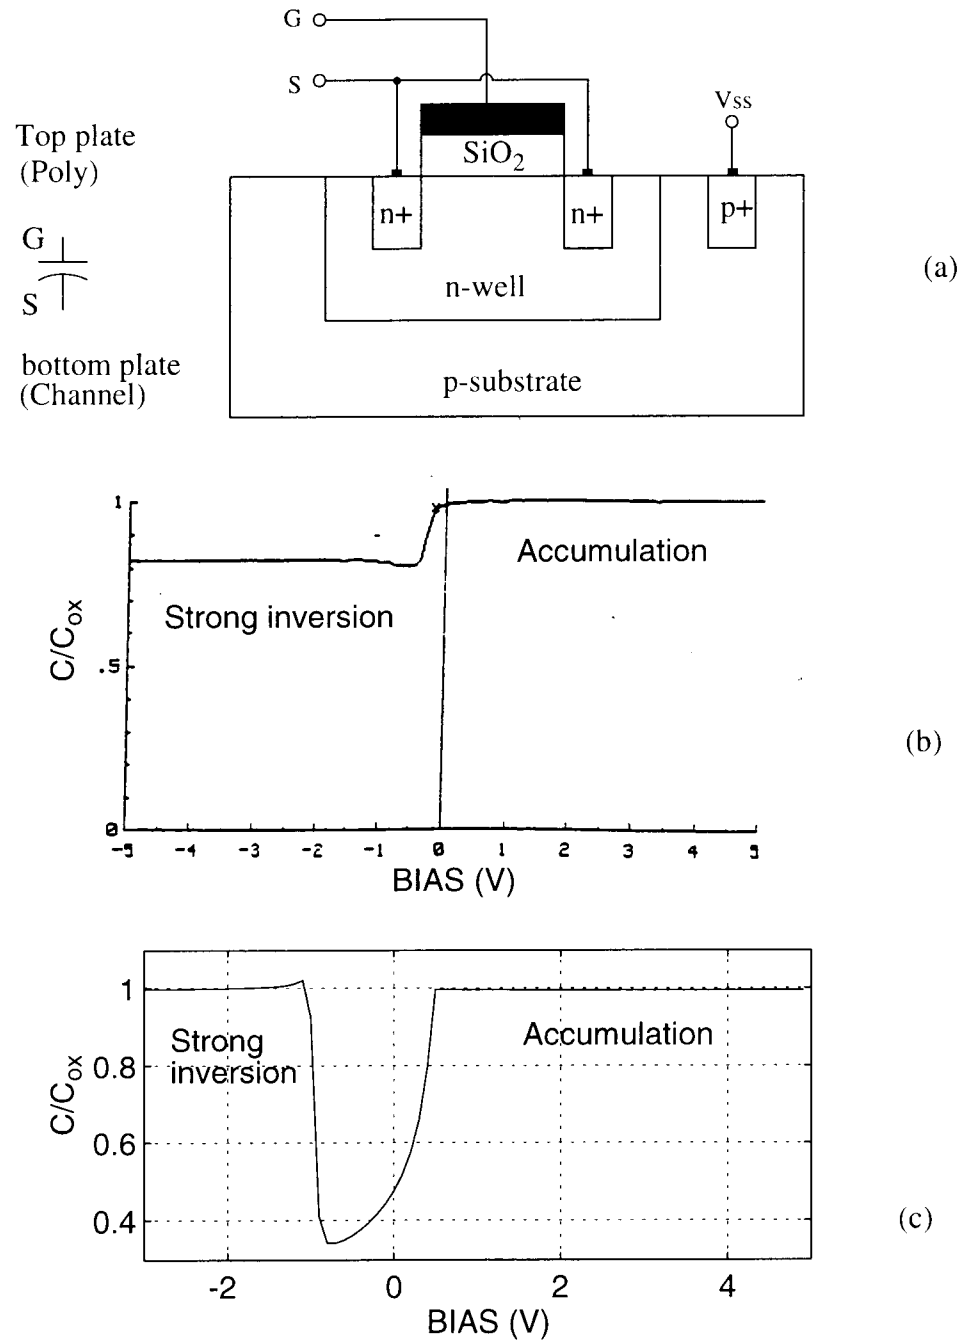 G
S
Vss
Top plate
(Poly)
SiO2
n+
n+
p+
G
S
n-well
(a)
bottom plate
(Channel)
p-substrate
1
Accumulation
Strong inversion
C/Cox
.5
(b)
0
-5 -4 -3 -2 -1 0 1 2 3 4 5
BIAS (V)
1
Strong
inversion
Accumulation
0.8
C/Cox
0.6
0.4
(c)
-2 0 2 4
BIAS (V)